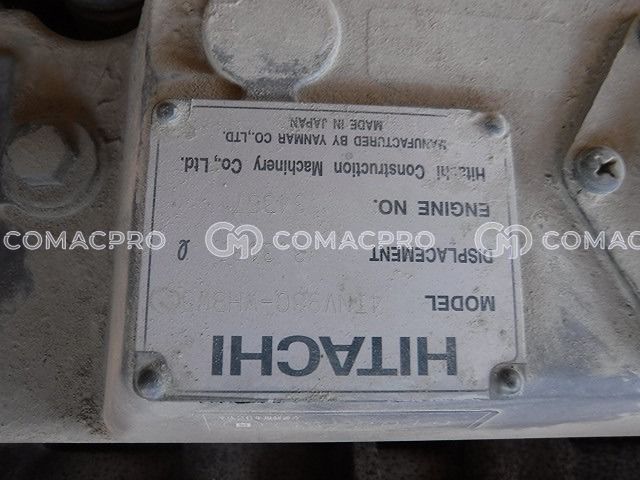 HITACHI
MODEL
DISPLACEMENT ℓ
ENGINE NO.
Hitachi Construction Machinery Co., Ltd.
MANUFACTURED BY YANMAR CO., LTD.
MADE IN JAPAN
COMACPRO COMACPRO COMACPRO